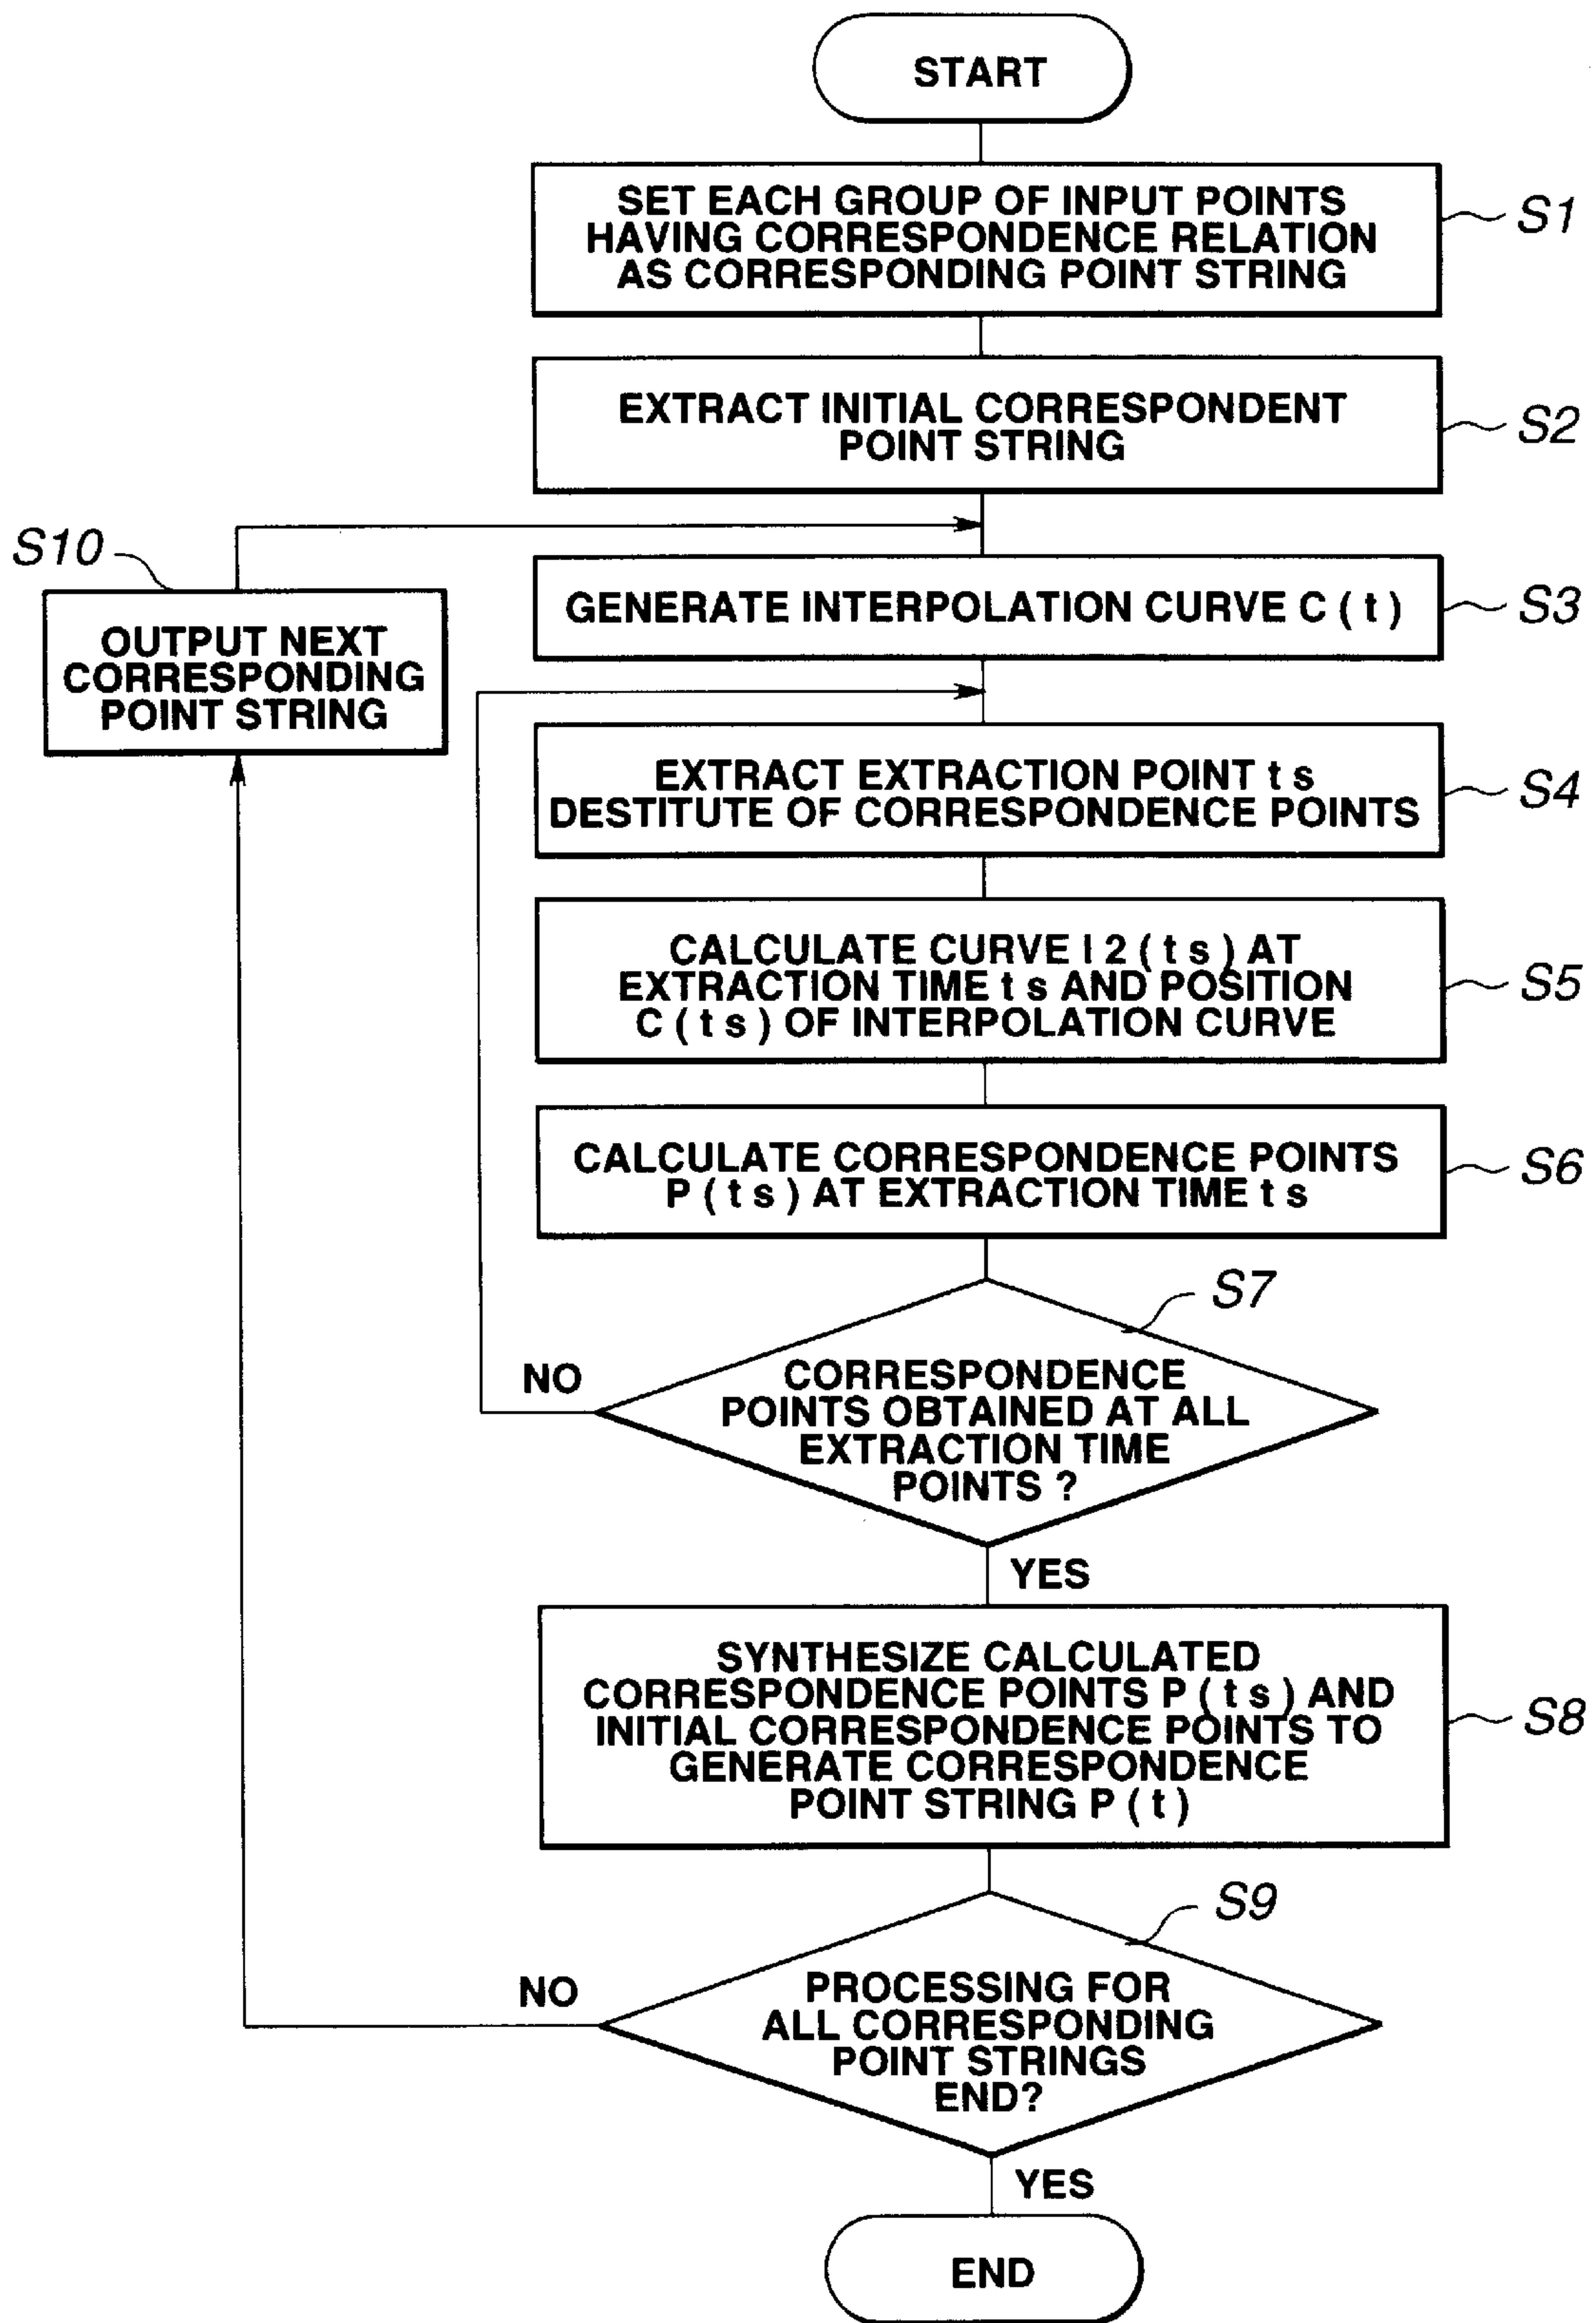 START
SET EACH GROUP OF INPUT POINTS
HAVING CORRESPONDENCE RELATION
AS CORRESPONDING POINT STRING
S1
EXTRACT INITIAL CORRESPONDENT
POINT STRING
S2
S10
OUTPUT NEXT
CORRESPONDING
POINT STRING
GENERATE INTERPOLATION CURVE C ( t )
S3
EXTRACT EXTRACTION POINT t s
DESTITUTE OF CORRESPONDENCE POINTS
S4
CALCULATE CURVE I 2 ( t s ) AT
EXTRACTION TIME t s AND POSITION
C ( t s ) OF INTERPOLATION CURVE
S5
CALCULATE CORRESPONDENCE POINTS
P ( t s ) AT EXTRACTION TIME t s
S6
S7
NO
CORRESPONDENCE
POINTS OBTAINED AT ALL
EXTRACTION TIME
POINTS ?
YES
SYNTHESIZE CALCULATED
CORRESPONDENCE POINTS P ( t s ) AND
INITIAL CORRESPONDENCE POINTS TO
GENERATE CORRESPONDENCE
POINT STRING P ( t )
S8
S9
NO
PROCESSING FOR
ALL CORRESPONDING
POINT STRINGS
END?
YES
END